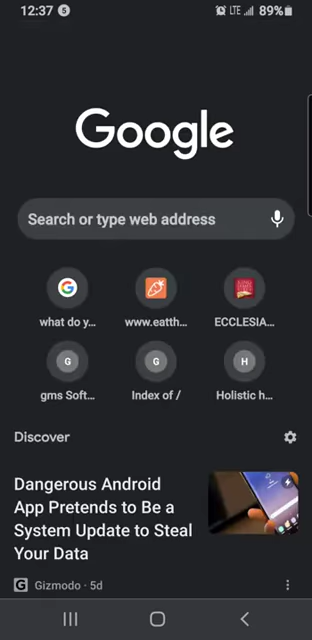 12:37 5 LTE 89%
Google
Search or type web address
what do y... www.eatth... ECCLESIA...
G G H
gms Soft... Index of / Holistic h...
Discover
Dangerous Android
App Pretends to Be a
System Update to Steal
Your Data
G Gizmodo · 5d